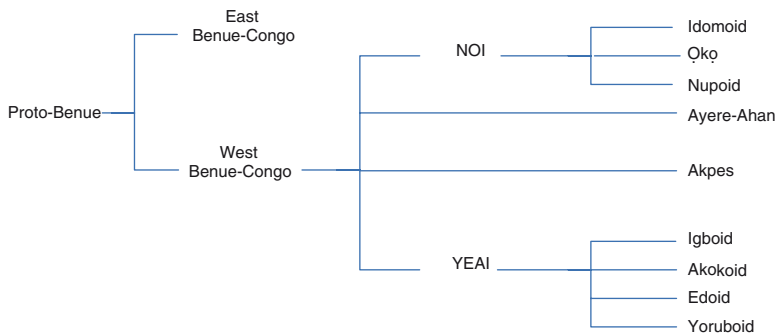 East
Benue-Congo
Proto-Benue
West
Benue-Congo
NOI
YEAI
Idomoid
Ọkọ
Nupoid
Ayere-Ahan
Akpes
Igboid
Akokoid
Edoid
Yoruboid